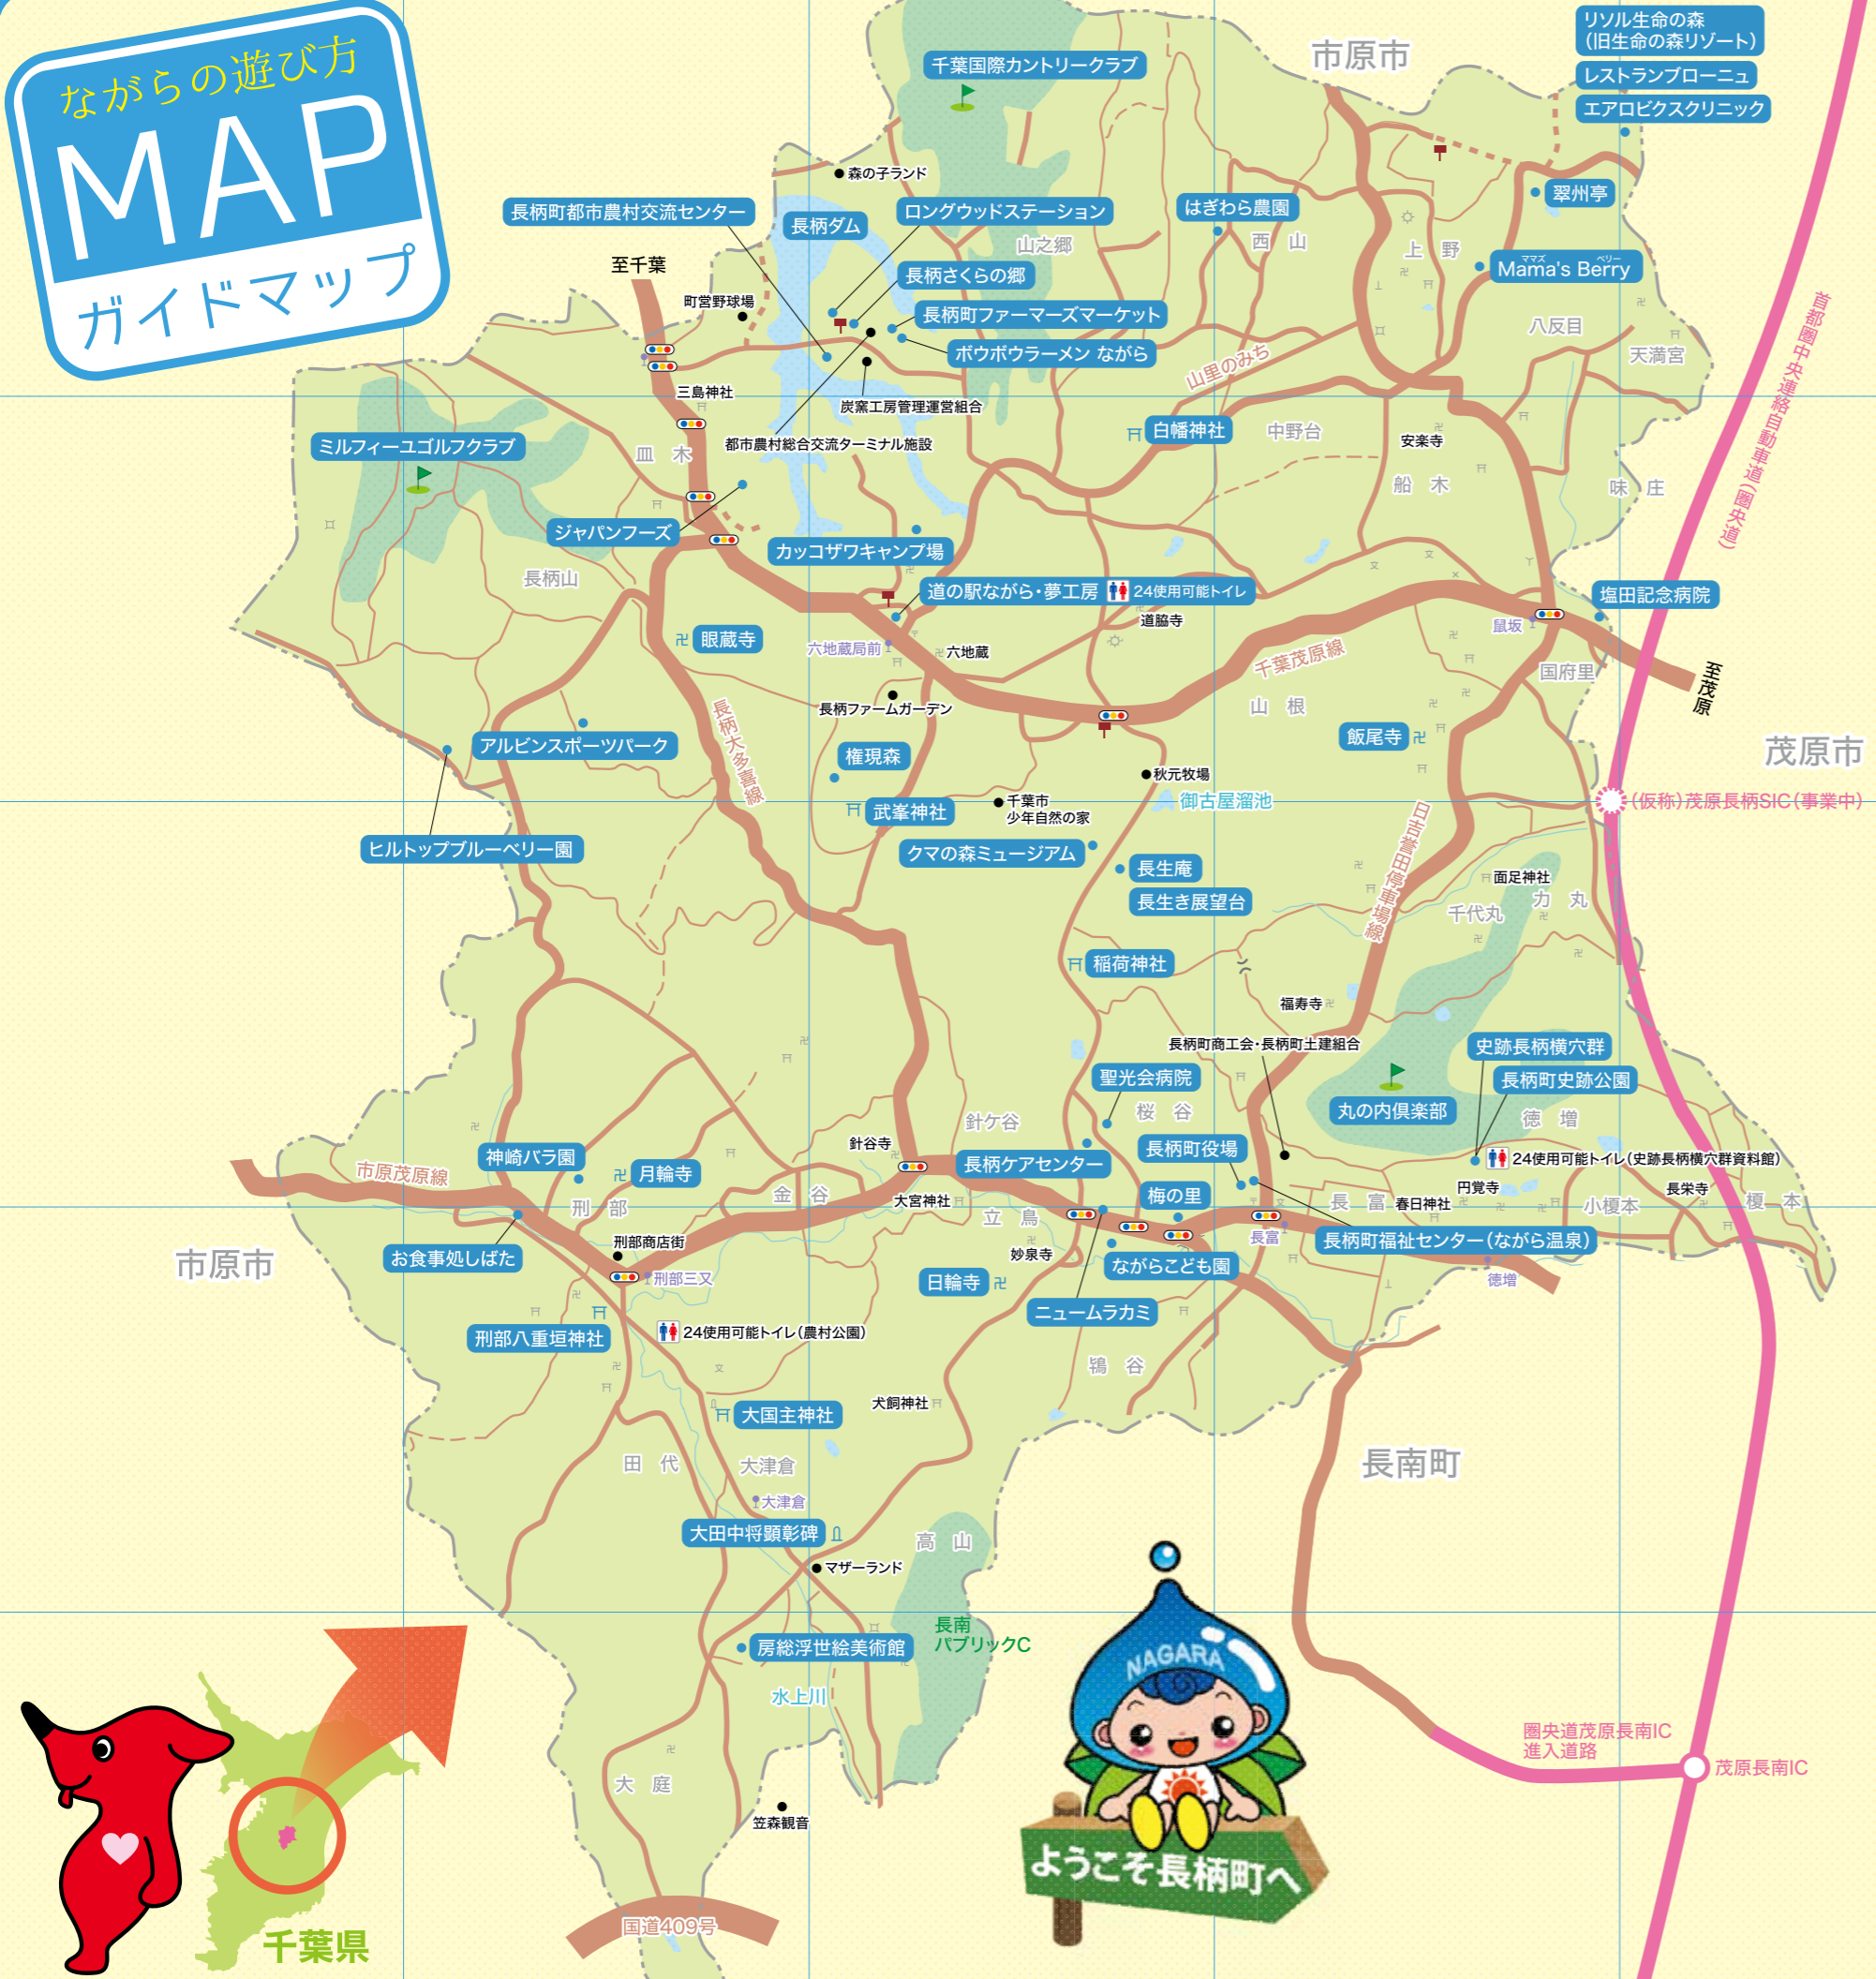 ながらの遊び方
MAP
ガイドマップ
リソル生命の森
(旧生命の森リゾート)
レストランブローニュ
エアロビクスクリニック
市原市
千葉国際カントリークラブ
森の子ランド
翠州亭
長柄町都市農村交流センター
長柄ダム
ロングウッドステーション
はぎわら農園
山之郷
西 山
上 野
ママズ ベリー
Mama's Berry
至千葉
長柄さくらの郷
町営野球場
長柄町ファーマーズマーケット
八反目
ボウボウラーメン ながら
天満宮
山里のみち
首都圏中央連絡自動車道(圏央道)
三島神社
炭窯工房管理運営組合
都市農村総合交流ターミナル施設
白幡神社
中野台
安楽寺
ミルフィーユゴルフクラブ
皿 木
船 木
味 庄
ジャパンフーズ
カッコザワキャンプ場
長柄山
道の駅ながら・夢工房 24使用可能トイレ
塩田記念病院
道脇寺
鼠坂
眼蔵寺
六地蔵局前
六地蔵
千葉茂原線
国府里
至茂原
長柄ファームガーデン
山 根
長柄大多喜線
飯尾寺
茂原市
アルビンスポーツパーク
権現森
秋元牧場
千葉市
少年自然の家
御古屋溜池
(仮称)茂原長柄SIC(事業中)
武峯神社
ヒルトップブルーベリー園
クマの森ミュージアム
長生庵
長生き展望台
日吉誉田停車場線
面足神社
千代丸
力 丸
稲荷神社
福寿寺
長柄町商工会・長柄町土建組合
史跡長柄横穴群
長柄町史跡公園
聖光会病院
丸の内倶楽部
桜 谷
徳 増
針ケ谷
針谷寺
神崎バラ園
長柄町役場
24使用可能トイレ(史跡長柄横穴群資料館)
長柄ケアセンター
市原茂原線
月輪寺
金 谷
梅の里
円覚寺
長栄寺
刑 部
大宮神社
立 鳥
長 富
春日神社
小榎本
榎 本
市原市
お食事処しばた
刑部商店街
妙泉寺
長富
長柄町福祉センター(ながら温泉)
刑部三又
日輪寺
ながらこども園
徳増
ニュームラカミ
刑部八重垣神社
24使用可能トイレ(農村公園)
鴇 谷
犬飼神社
大国主神社
田 代
大津倉
長南町
大津倉
大田中将顕彰碑
高 山
マザーランド
長南
パブリックC
房総浮世絵美術館
水上川
NAGARA
圏央道茂原長南IC
進入道路
茂原長南IC
大 庭
笠森観音
ようこそ長柄町へ
国道409号
千葉県